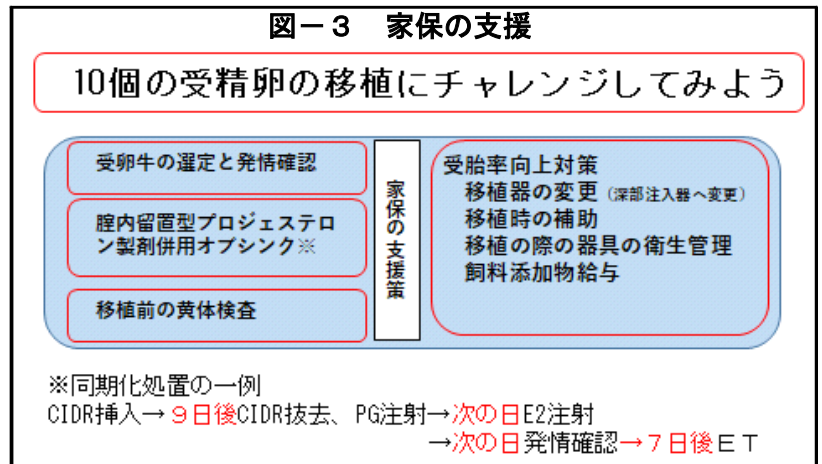 図－３　家保の支援
10個の受精卵の移植にチャレンジしてみよう
受卵牛の選定と発情確認
腟内留置型プロジェステロ
ン製剤併用オブシンク※
移植前の黄体検査
家保の支援策
受胎率向上対策
移植器の変更（深部注入器へ変更）
移植時の補助
移植の際の器具の衛生管理
飼料添加物給与
※同期化処置の一例
CIDR挿入→９日後CIDR抜去、PG注射→次の日E2注射
→次の日発情確認→７日後ＥＴ